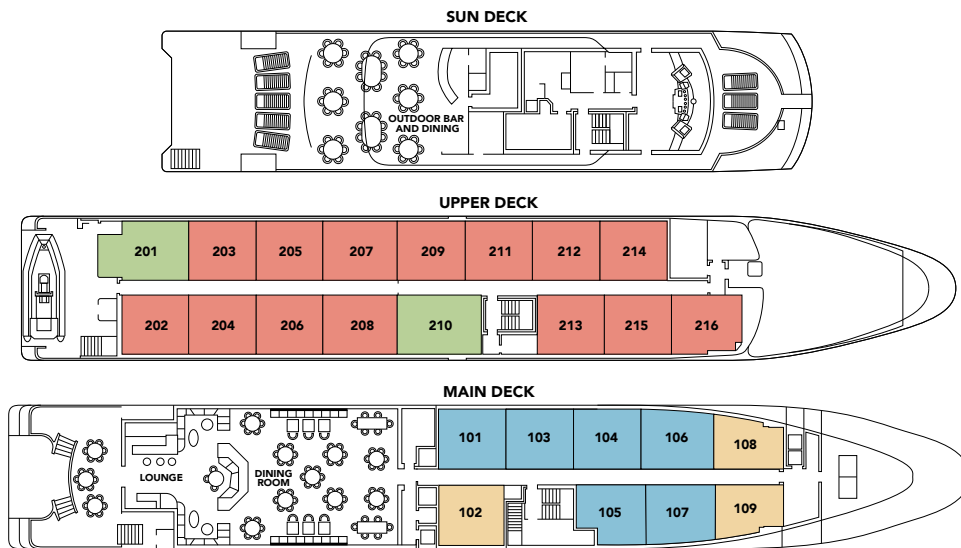 SUN DECK
OUTDOOR BAR
AND DINING
UPPER DECK
201 203 205 207 209 211 212 214
202 204 206 208 210 213 215 216
MAIN DECK
101 103 104 106 108
LOUNGE
DINING
ROOM
102 105 107 109